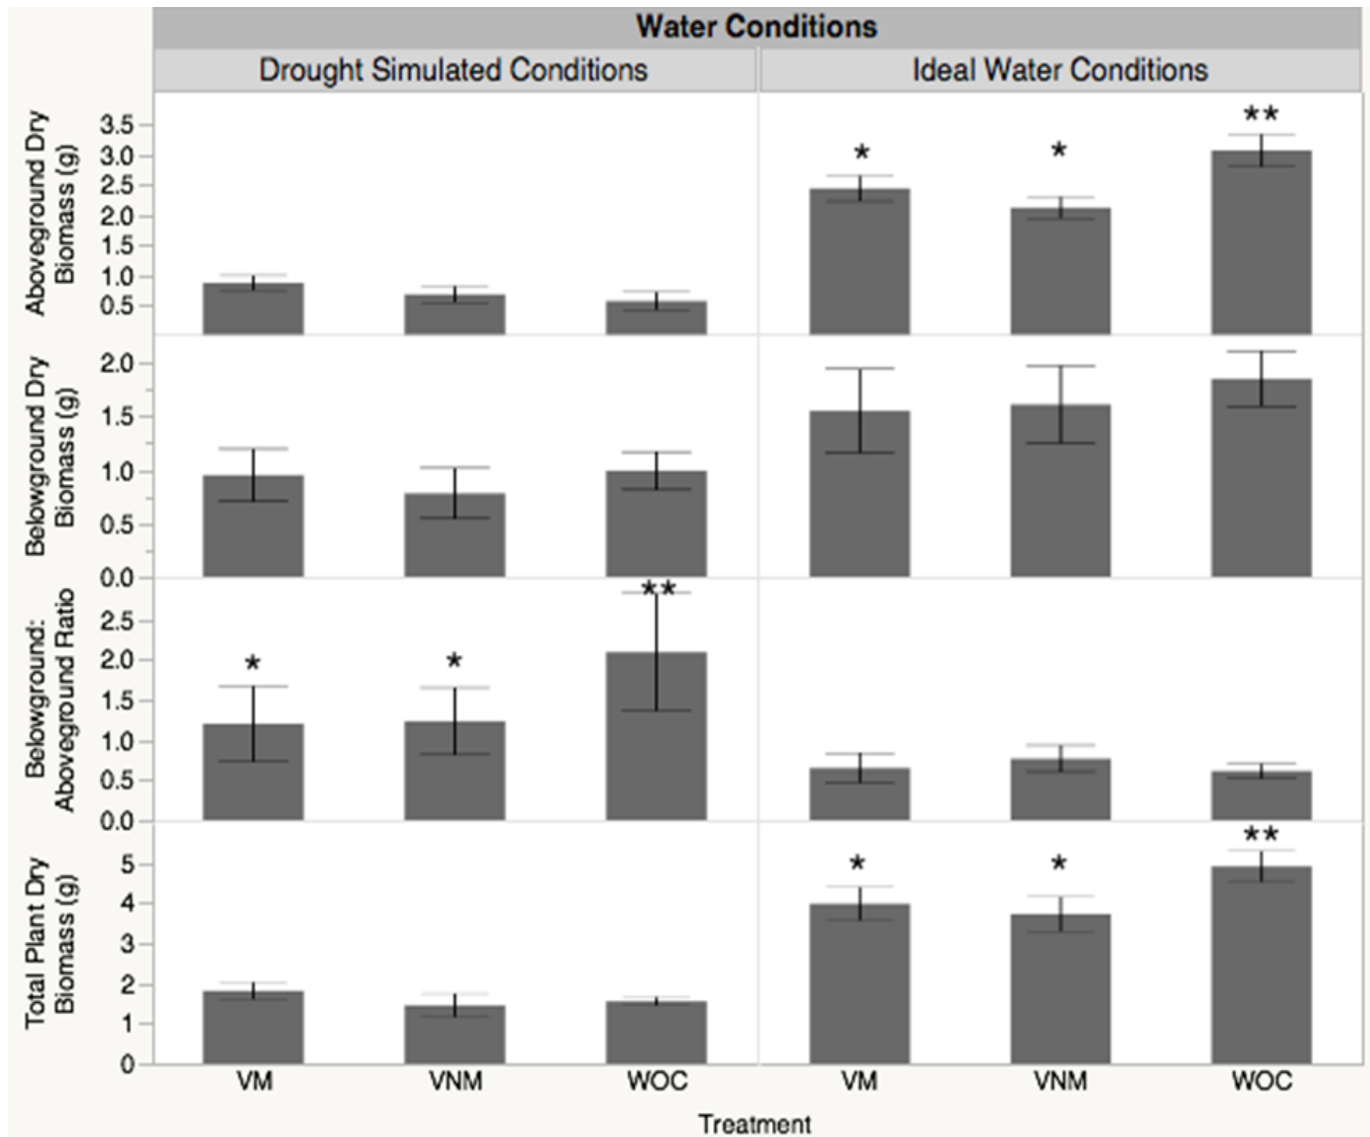 Water Conditions
Drought Simulated Conditions
Ideal Water Conditions
Aboveground Dry
Biomass (g)
3.5
3.0
2.5
2.0
1.5
1.0
0.5
*
*
**
Belowground Dry
Biomass (g)
2.0
1.5
1.0
0.5
0.0
Belowground:
Aboveground Ratio
2.5
2.0
1.5
1.0
0.5
0.0
*
*
**
Total Plant Dry
Biomass (g)
5
4
3
2
1
0
*
*
**
VM
VNM
WOC
VM
VNM
WOC
Treatment